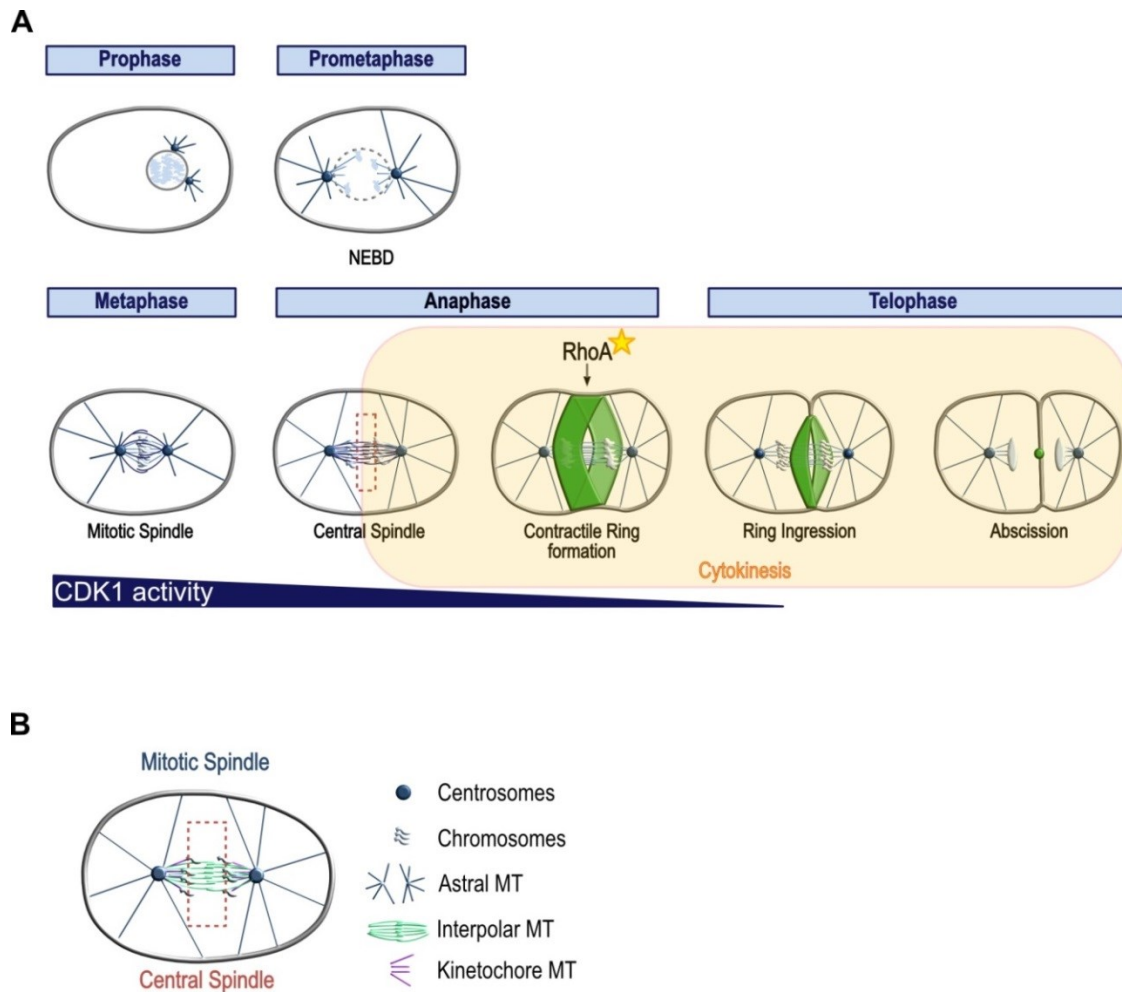 A
Prophase
Prometaphase
NEBD
Metaphase
Anaphase
Telophase
RhoA
Mitotic Spindle
Central Spindle
Contractile Ring
formation
Ring Ingression
Abscission
Cytokinesis
CDK1 activity
B
Mitotic Spindle
Centrosomes
Chromosomes
Astral MT
Interpolar MT
Kinetochore MT
Central Spindle